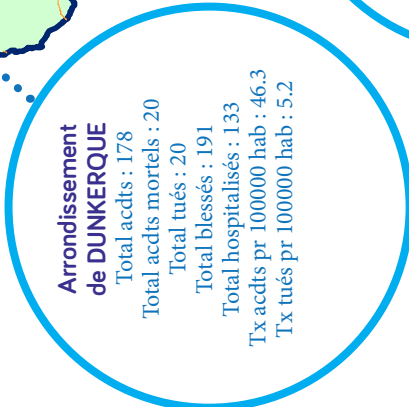 Arrondissement
de DUNKERQUE
Total acdts : 178
Total acdts mortels : 20
Total tués : 20
Total blessés : 191
Total hospitalisés : 133
Tx acdts pr 100000 hab : 46.3
Tx tués pr 100000 hab : 5.2